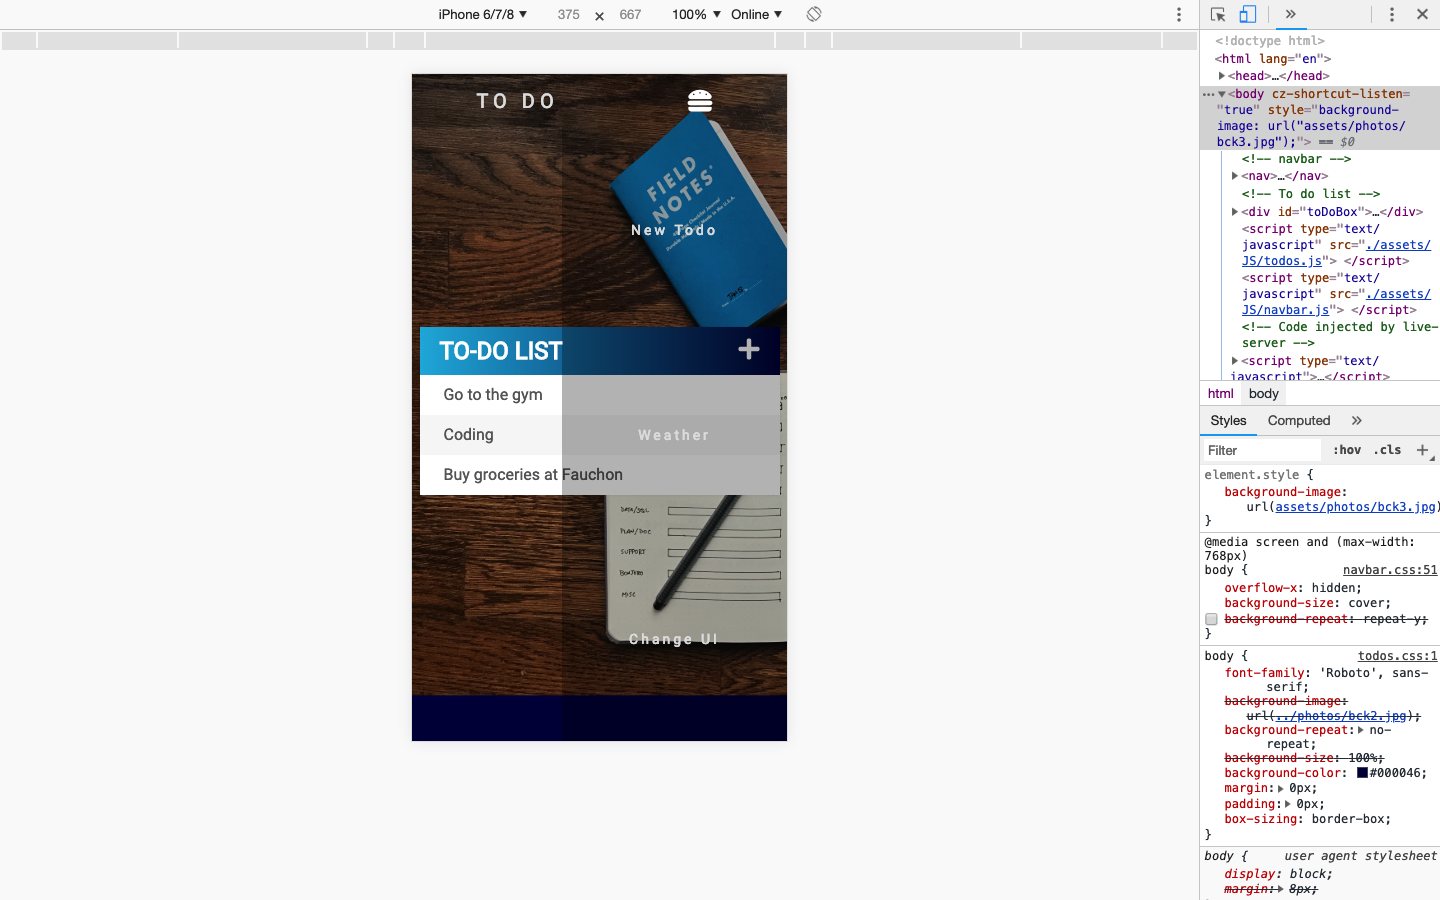 iPhone 6/7/8 ▼ 375 × 667 100% ▼ Online ▼
TO DO
FIELD
NOTES
New Todo
TO-DO LIST
Go to the gym
Coding
Weather
Buy groceries at Fauchon
DATA/SQL
PLAN/DOC
SUPPORT
MISC
Change UI
<!doctype html>
<html lang="en">
▶<head>…</head>
…▼<body cz-shortcut-listen=
"true" style="background-
image: url("assets/photos/
bck3.jpg");"> == $0
<!-- navbar -->
▶<nav>…</nav>
<!-- To do list -->
▶<div id="toDoBox">…</div>
<script type="text/
javascript" src="./assets/
JS/todos.js"> </script>
<script type="text/
javascript" src="./assets/
JS/navbar.js"> </script>
<!-- Code injected by live-
server -->
▶<script type="text/
javascript">…</script>
html body
Styles Computed »
Filter :hov .cls +
element.style {
background-image:
url(assets/photos/bck3.jpg)
}
@media screen and (max-width:
768px)
body { navbar.css:51
overflow-x: hidden;
background-size: cover;
background-repeat: repeat-y;
}
body { todos.css:1
font-family: 'Roboto', sans-
serif;
background-image:
url(../photos/bck2.jpg);
background-repeat:▶ no-
repeat;
background-size: 100%;
background-color: #000046;
margin:▶ 0px;
padding:▶ 0px;
box-sizing: border-box;
}
body { user agent stylesheet
display: block;
margin:▶ 8px;